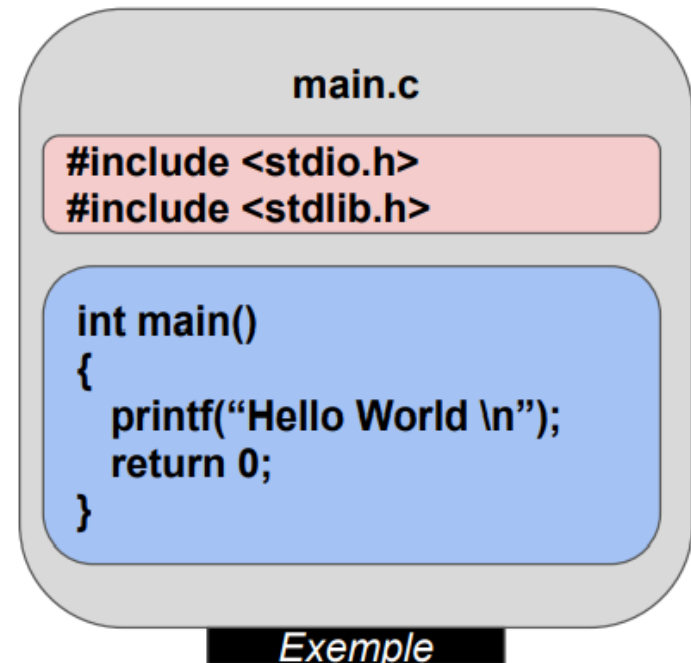 main.c
#include <stdio.h>
#include <stdlib.h>
int main()
{
printf(“Hello World \n”);
return 0;
}
Exemple